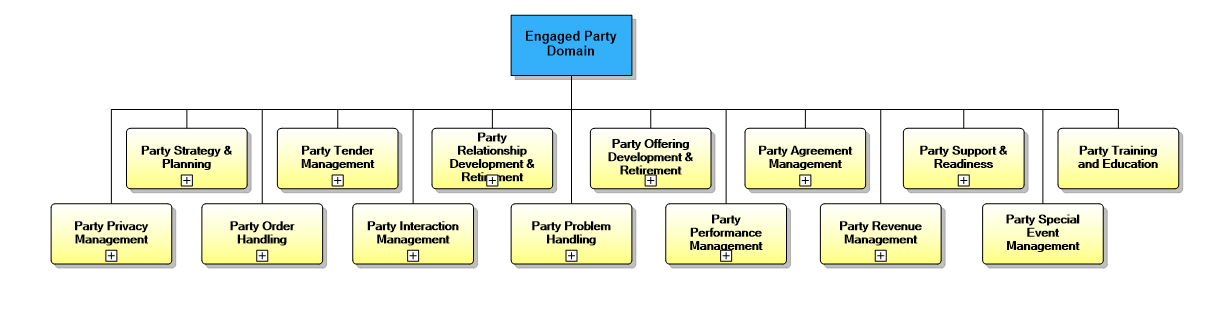 Engaged Party
Domain
Party Strategy &
Planning
Party Tender
Management
Party
Relationship
Development &
Retirement
Party Offering
Development &
Retirement
Party Agreement
Management
Party Support &
Readiness
Party Training
and Education
Party Privacy
Management
Party Order
Handling
Party Interaction
Management
Party Problem
Handling
Party
Performance
Management
Party Revenue
Management
Party Special
Event
Management